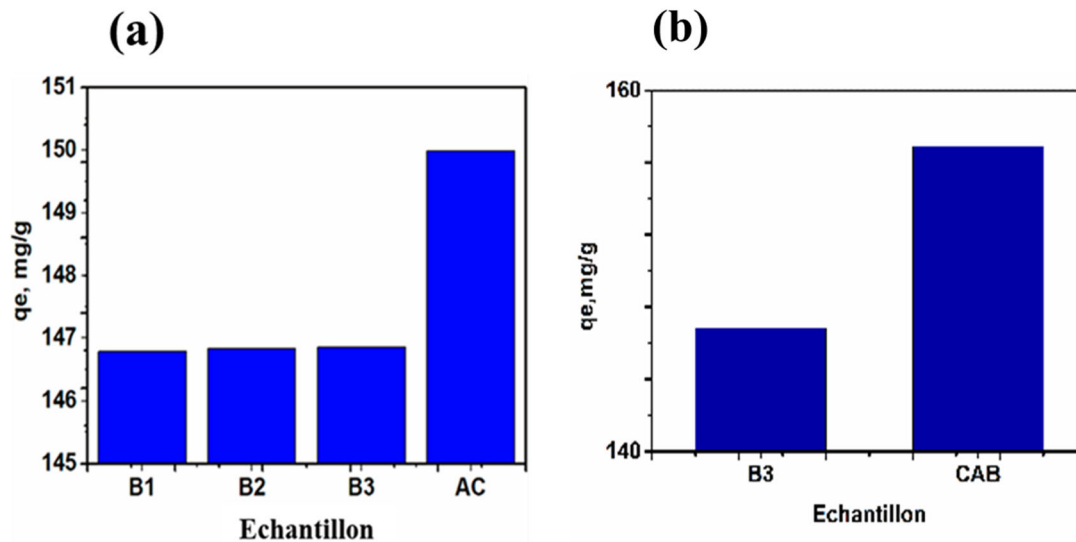 (a)
(b)
151
150
149
148
147
146
145
qe, mg/g
B1 B2 B3 AC
Echantillon
160
140
qe,mg/g
B3 CAB
Echantillon